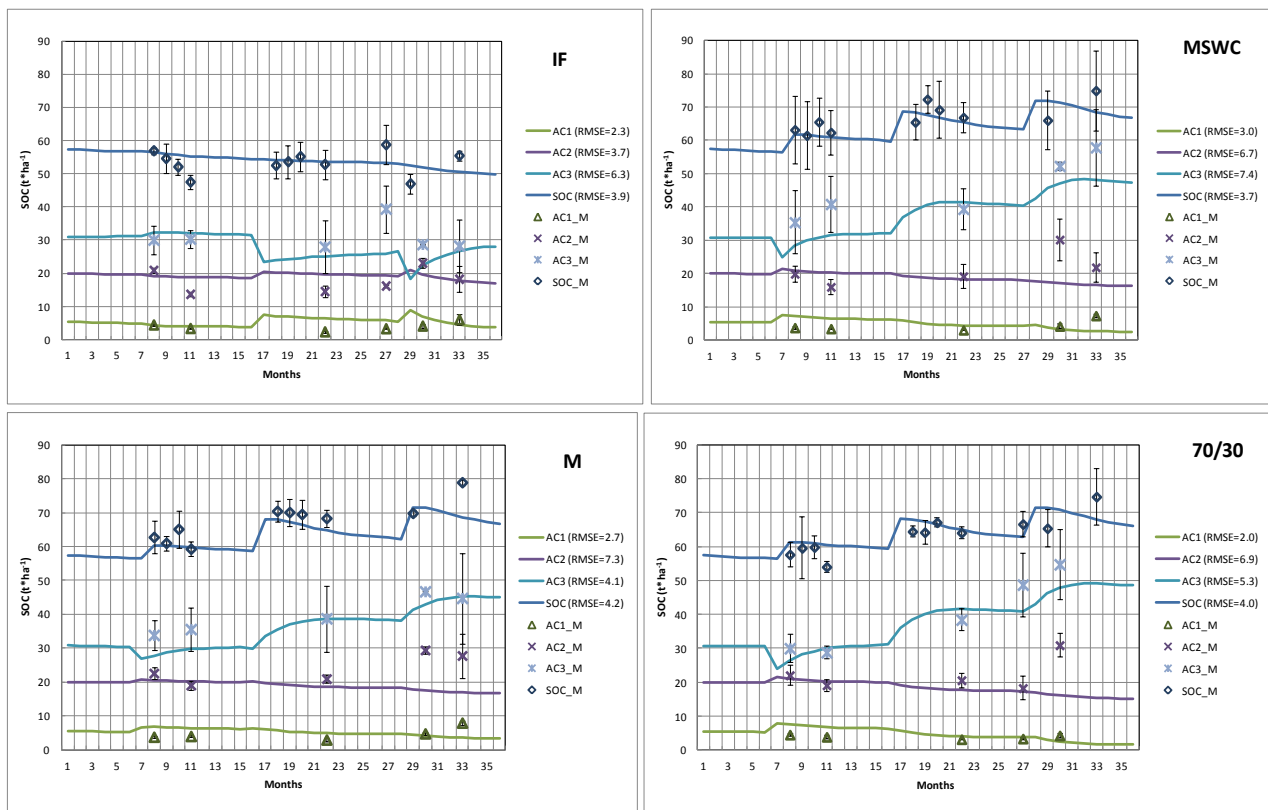 IF
90
80
70
60
50
40
30
20
10
0
SOC (t*ha-1)
1 3 5 7 9 11 13 15 17 19 21 23 25 27 29 31 33 35
Months
AC1 (RMSE=2.3)
AC2 (RMSE=3.7)
AC3 (RMSE=6.3)
SOC (RMSE=3.9)
AC1_M
AC2_M
AC3_M
SOC_M
MSWC
90
80
70
60
50
40
30
20
10
0
SOC (t*ha-1)
1 3 5 7 9 11 13 15 17 19 21 23 25 27 29 31 33 35
Months
AC1 (RMSE=3.0)
AC2 (RMSE=6.7)
AC3 (RMSE=7.4)
SOC (RMSE=3.7)
AC1_M
AC2_M
AC3_M
SOC_M
M
90
80
70
60
50
40
30
20
10
0
SOC (t*ha-1)
1 3 5 7 9 11 13 15 17 19 21 23 25 27 29 31 33 35
Months
AC1 (RMSE=2.7)
AC2 (RMSE=7.3)
AC3 (RMSE=4.1)
SOC (RMSE=4.2)
AC1_M
AC2_M
AC3_M
SOC_M
70/30
90
80
70
60
50
40
30
20
10
0
SOC (t*ha-1)
1 3 5 7 9 11 13 15 17 19 21 23 25 27 29 31 33 35
Months
AC1 (RMSE=2.0)
AC2 (RMSE=6.9)
AC3 (RMSE=5.3)
SOC (RMSE=4.0)
AC1_M
AC2_M
AC3_M
SOC_M